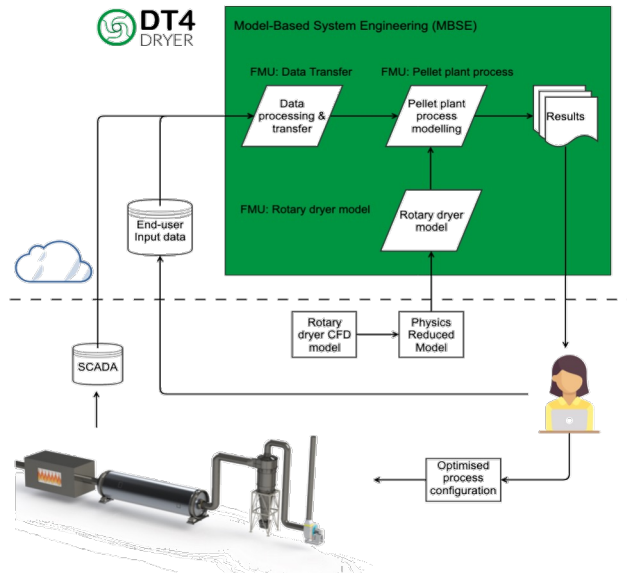 DT4
DRYER
Model-Based System Engineering (MBSE)
FMU: Data Transfer
FMU: Pellet plant process
Data
processing &
transfer
Pellet plant
process
modelling
Results
End-user
Input data
FMU: Rotary dryer model
Rotary dryer
model
Rotary
dryer CFD
model
Physics
Reduced
Model
SCADA
Optimised
process
configuration